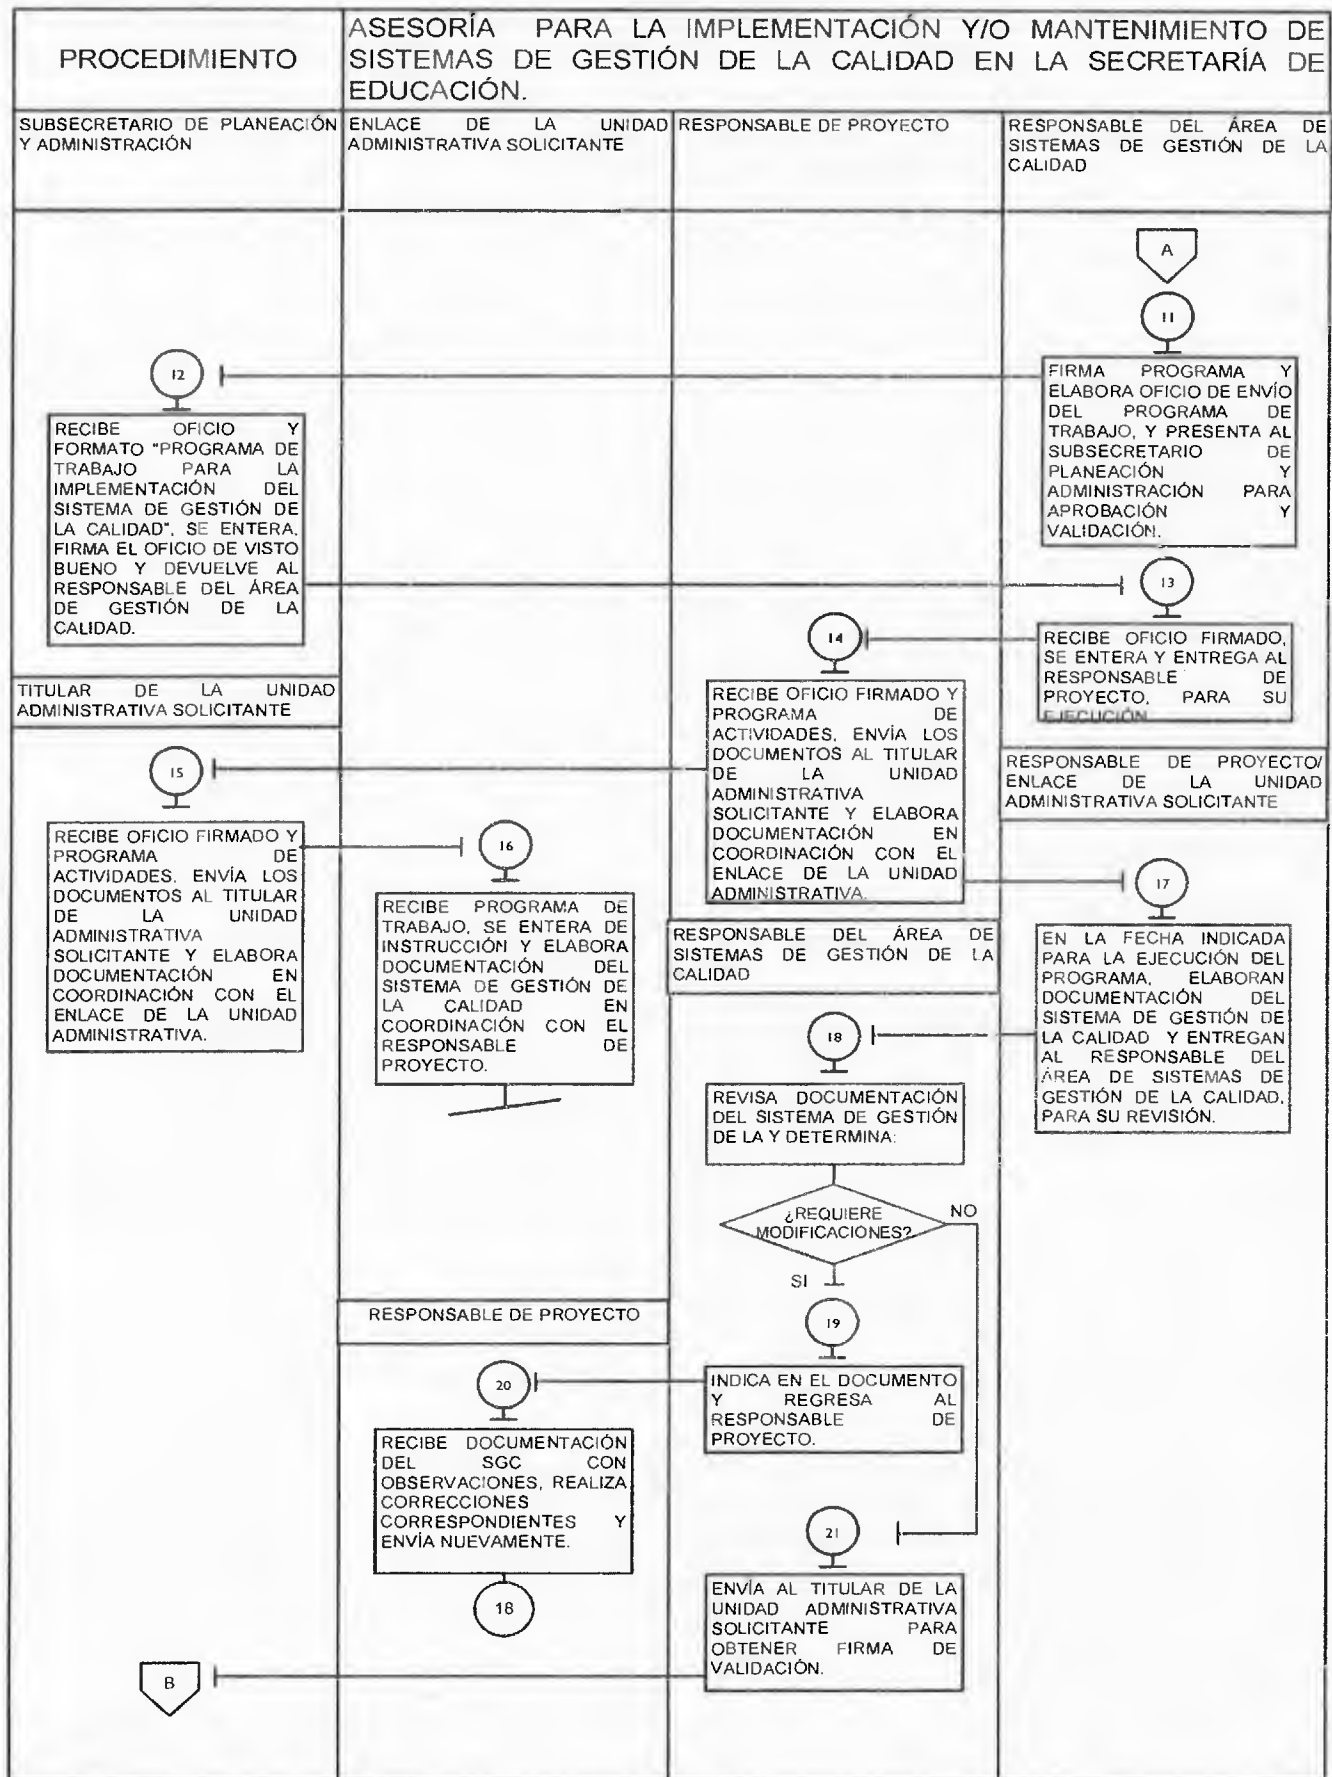 PROCEDIMIENTO
ASESORÍA PARA LA IMPLEMENTACIÓN Y/O MANTENIMIENTO DE
SISTEMAS DE GESTIÓN DE LA CALIDAD EN LA SECRETARÍA DE
EDUCACIÓN.
SUBSECRETARIO DE PLANEACIÓN
Y ADMINISTRACIÓN
ENLACE DE LA UNIDAD
ADMINISTRATIVA SOLICITANTE
RESPONSABLE DE PROYECTO
RESPONSABLE DEL ÁREA DE
SISTEMAS DE GESTIÓN DE LA
CALIDAD
A
11
FIRMA PROGRAMA Y
ELABORA OFICIO DE ENVÍO
DEL PROGRAMA DE
TRABAJO, Y PRESENTA AL
SUBSECRETARIO DE
PLANEACIÓN Y
ADMINISTRACIÓN PARA
APROBACIÓN Y
VALIDACIÓN.
12
RECIBE OFICIO Y
FORMATO "PROGRAMA DE
TRABAJO PARA LA
IMPLEMENTACIÓN DEL
SISTEMA DE GESTIÓN DE
LA CALIDAD", SE ENTERA,
FIRMA EL OFICIO DE VISTO
BUENO Y DEVUELVE AL
RESPONSABLE DEL ÁREA
DE GESTIÓN DE LA
CALIDAD.
13
RECIBE OFICIO FIRMADO,
SE ENTERA Y ENTREGA AL
RESPONSABLE DE
PROYECTO, PARA SU
EJECUCIÓN
14
RECIBE OFICIO FIRMADO Y
PROGRAMA DE
ACTIVIDADES, ENVÍA LOS
DOCUMENTOS AL TITULAR
DE LA UNIDAD
ADMINISTRATIVA
SOLICITANTE Y ELABORA
DOCUMENTACIÓN EN
COORDINACIÓN CON EL
ENLACE DE LA UNIDAD
ADMINISTRATIVA.
TITULAR DE LA UNIDAD
ADMINISTRATIVA SOLICITANTE
15
RECIBE OFICIO FIRMADO Y
PROGRAMA DE
ACTIVIDADES, ENVÍA LOS
DOCUMENTOS AL TITULAR
DE LA UNIDAD
ADMINISTRATIVA
SOLICITANTE Y ELABORA
DOCUMENTACIÓN EN
COORDINACIÓN CON EL
ENLACE DE LA UNIDAD
ADMINISTRATIVA.
16
RECIBE PROGRAMA DE
TRABAJO, SE ENTERA DE
INSTRUCCIÓN Y ELABORA
DOCUMENTACIÓN DEL
SISTEMA DE GESTIÓN DE
LA CALIDAD EN
COORDINACIÓN CON EL
RESPONSABLE DE
PROYECTO.
RESPONSABLE DE PROYECTO/
ENLACE DE LA UNIDAD
ADMINISTRATIVA SOLICITANTE
17
EN LA FECHA INDICADA
PARA LA EJECUCIÓN DEL
PROGRAMA, ELABORAN
DOCUMENTACIÓN DEL
SISTEMA DE GESTIÓN DE
LA CALIDAD Y ENTREGAN
AL RESPONSABLE DEL
ÁREA DE SISTEMAS DE
GESTIÓN DE LA CALIDAD,
PARA SU REVISIÓN.
RESPONSABLE DEL ÁREA DE
SISTEMAS DE GESTIÓN DE LA
CALIDAD
18
REVISA DOCUMENTACIÓN
DEL SISTEMA DE GESTIÓN
DE LA Y DETERMINA:
¿REQUIERE
MODIFICACIONES?
NO
SI
19
INDICA EN EL DOCUMENTO
Y REGRESA AL
RESPONSABLE DE
PROYECTO.
RESPONSABLE DE PROYECTO
20
RECIBE DOCUMENTACIÓN
DEL SGC CON
OBSERVACIONES, REALIZA
CORRECCIONES
CORRESPONDIENTES Y
ENVÍA NUEVAMENTE.
18
21
ENVÍA AL TITULAR DE LA
UNIDAD ADMINISTRATIVA
SOLICITANTE PARA
OBTENER FIRMA DE
VALIDACIÓN.
B